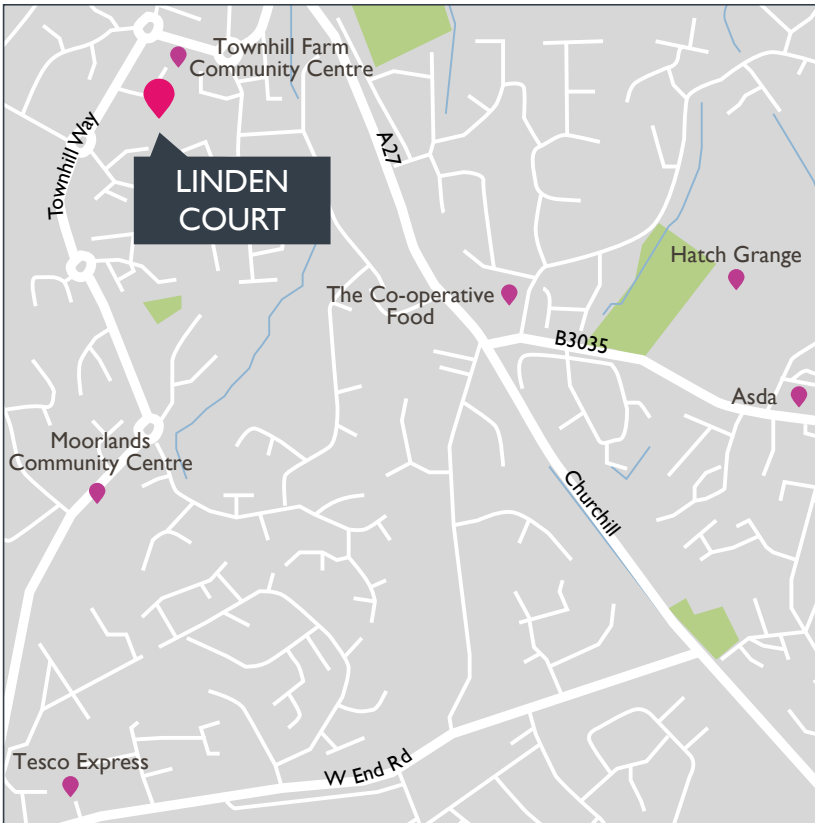 Townhill Farm
Community Centre
Townhill Way
A27
LINDEN
COURT
Hatch Grange
The Co-operative
Food
B3035
Asda
Moorlands
Community Centre
Churchill
Tesco Express
W End Rd